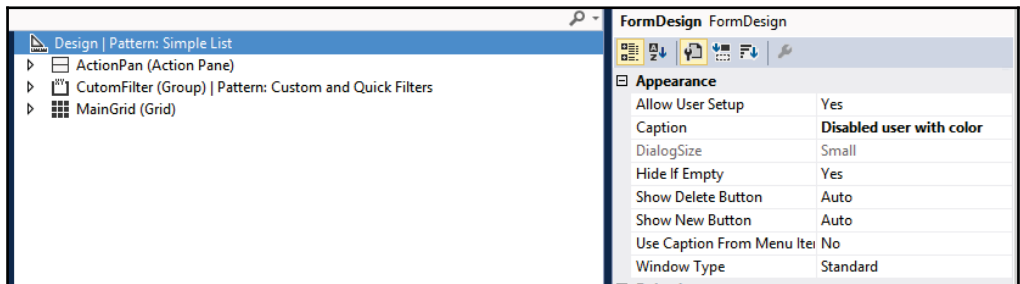 Design | Pattern: Simple List
ActionPan (Action Pane)
CutomFilter (Group) | Pattern: Custom and Quick Filters
MainGrid (Grid)
FormDesign FormDesign
Appearance
Allow User Setup Yes
Caption Disabled user with color
DialogSize Small
Hide If Empty Yes
Show Delete Button Auto
Show New Button Auto
Use Caption From Menu Iter No
Window Type Standard